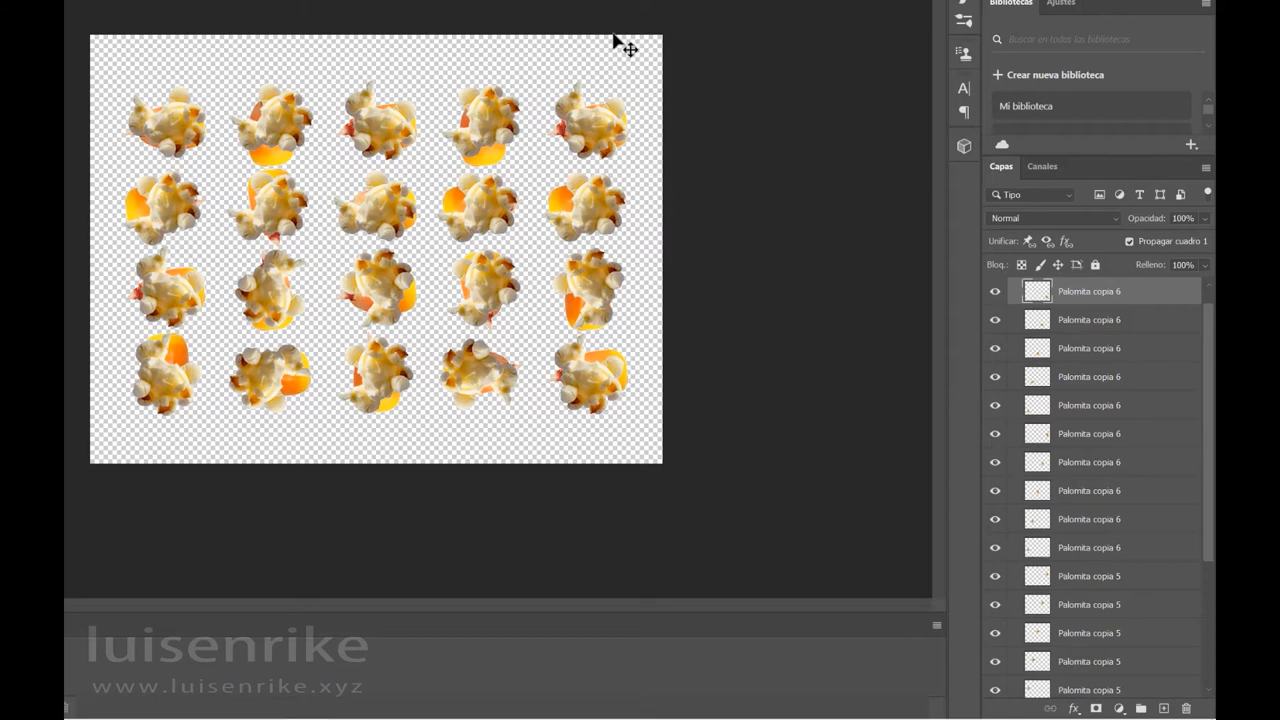 Bibliotecas Ajustes
Buscar en todas las bibliotecas
Crear nueva biblioteca
Mi biblioteca
Capas Canales
Tipo
Normal Opacidad: 100%
Unificar: Propagar cuadro 1
Bloq.: Relleno: 100%
Palomita copia 6
Palomita copia 6
Palomita copia 6
Palomita copia 6
Palomita copia 6
Palomita copia 6
Palomita copia 6
Palomita copia 6
Palomita copia 6
Palomita copia 6
Palomita copia 5
Palomita copia 5
Palomita copia 5
Palomita copia 5
Palomita copia 5
luisenrike
www.luisenrike.xyz